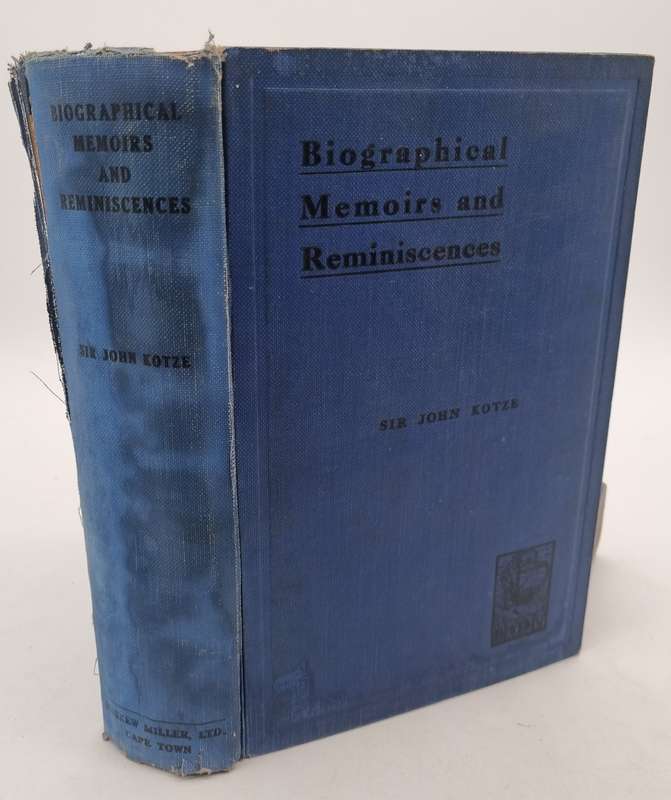 BIOGRAPHICAL
MEMOIRS
AND
REMINISCENCES
SIR JOHN KOTZE
MILLER, LTD.
CAPE TOWN
Biographical
Memoirs and
Reminiscences
SIR JOHN KOTZE